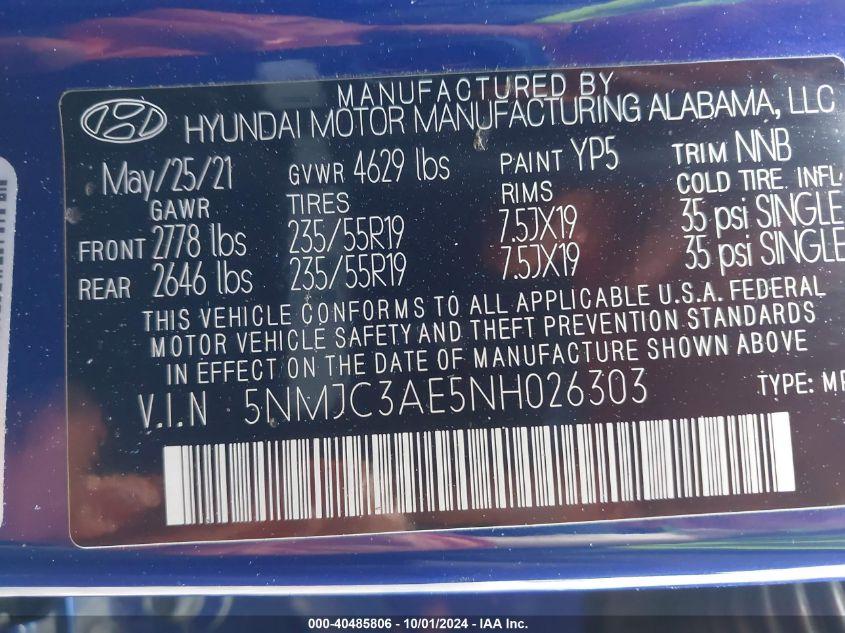 MANUFACTURED BY
HYUNDAI MOTOR MANUFACTURING ALABAMA, LLC
May/25/21 GVWR 4629 lbs PAINT YP5 TRIM NNB
GAWR TIRES RIMS COLD TIRE. INFL
FRONT 2778 lbs 235/55R19 7.5JX19 35 psi SINGLE
REAR 2646 lbs 235/55R19 7.5JX19 35 psi SINGLE
THIS VEHICLE CONFORMS TO ALL APPLICABLE U.S.A. FEDERAL
MOTOR VEHICLE SAFETY AND THEFT PREVENTION STANDARDS
IN EFFECT ON THE DATE OF MANUFACTURE SHOWN ABOVE
V.I.N 5NMJC3AE5NH026303 TYPE: MP
000-40485806 - 10/01/2024 - IAA Inc.